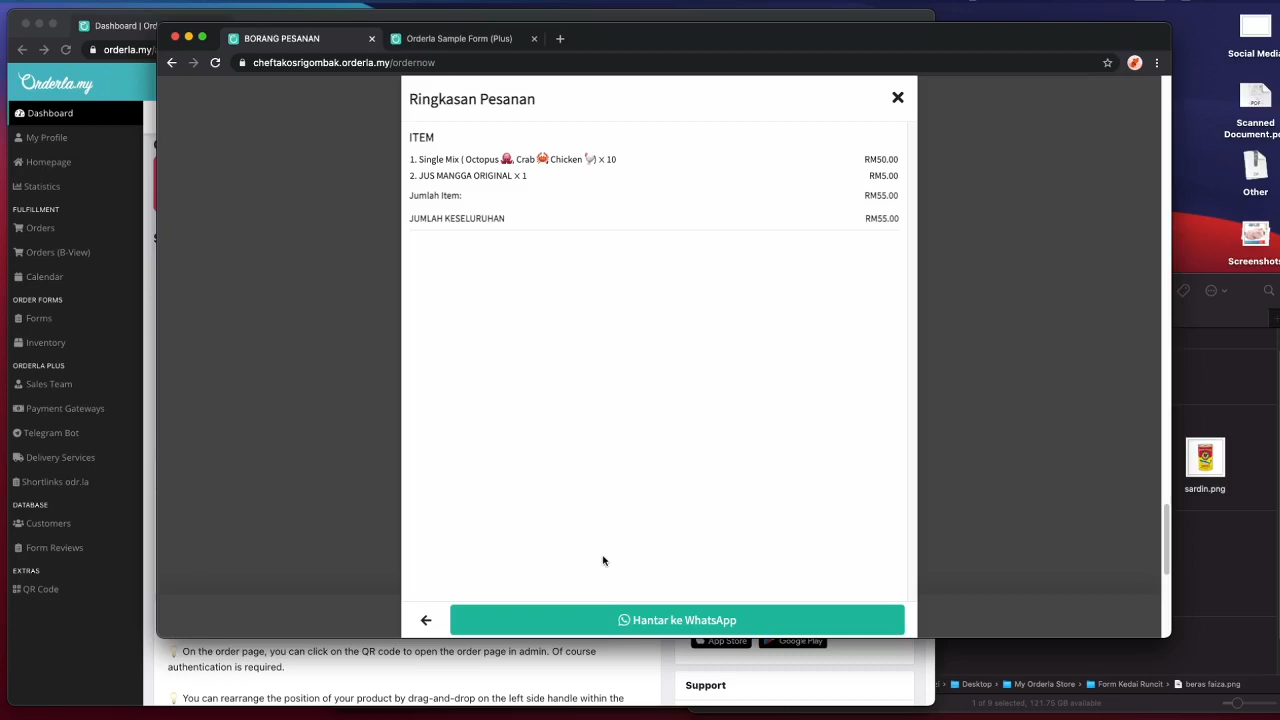 Dashboard | Ord
orderla.my/
Orderla.my
Dashboard
My Profile
Homepage
Statistics
FULFILLMENT
Orders
Orders (B-View)
Calendar
ORDER FORMS
Forms
Inventory
ORDERLA PLUS
Sales Team
Payment Gateways
Telegram Bot
Delivery Services
Shortlinks odr.la
DATABASE
Customers
Form Reviews
EXTRAS
QR Code
BORANG PESANAN
Orderla Sample Form (Plus)
cheftakosrigombak.orderla.my/ordernow
Ringkasan Pesanan
ITEM
1. Single Mix ( Octopus 🐙, Crab 🦀 Chicken 🐓) X 10 RM50.00
2. JUS MANGGA ORIGINAL X 1 RM5.00
Jumlah Item: RM55.00
JUMLAH KESELURUHAN RM55.00
Hantar ke WhatsApp
On the order page, you can click on the QR code to open the order page in admin. Of course
authentication is required.
You can rearrange the position of your product by drag-and-drop on the left side handle within the
App Store
Google Play
Support
Social Media
Scanned
Document.pd
Other
Screenshots
sardin.png
Desktop › My Orderla Store › Form Kedai Runcit › beras faiza.png
1 of 9 selected, 121.75 GB available